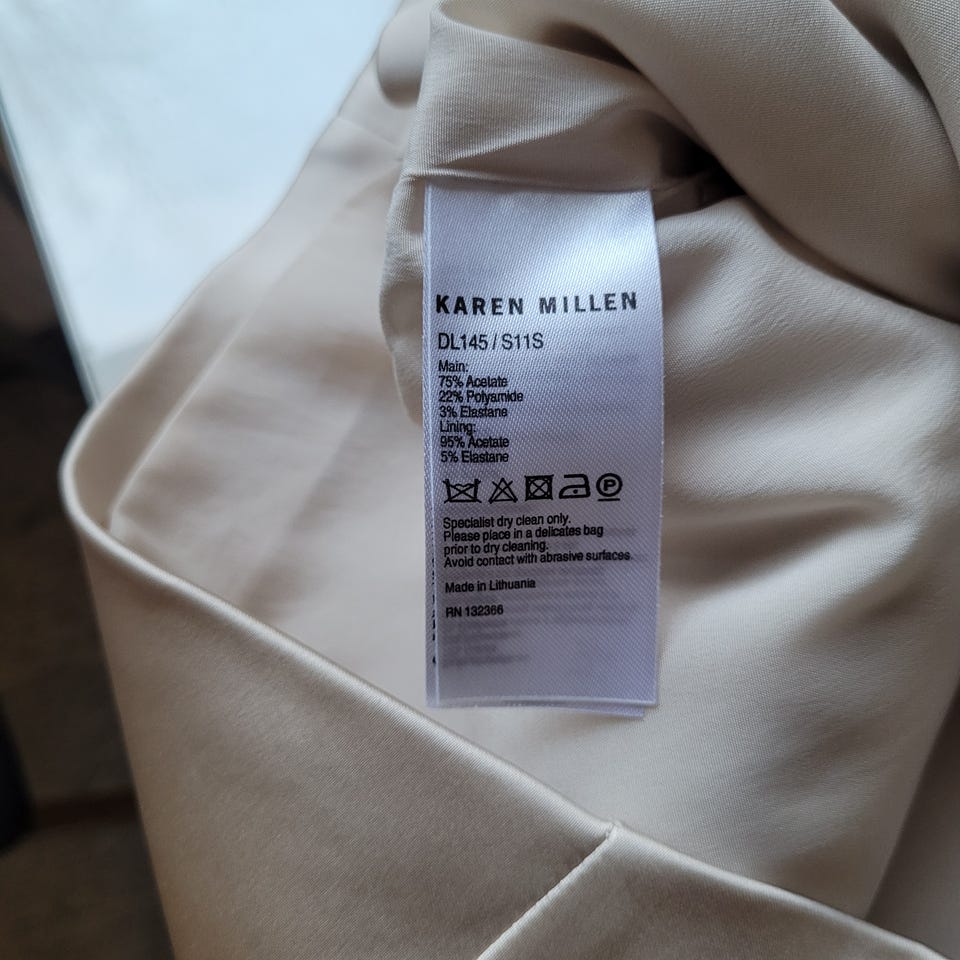 KAREN MILLEN
DL145 / S11S
Main:
75% Acetate
22% Polyamide
3% Elastane
Lining:
95% Acetate
5% Elastane
P
Specialist dry clean only.
Please place in a delicates bag
prior to dry cleaning.
Avoid contact with abrasive surfaces.
Made in Lithuania
RN 132366